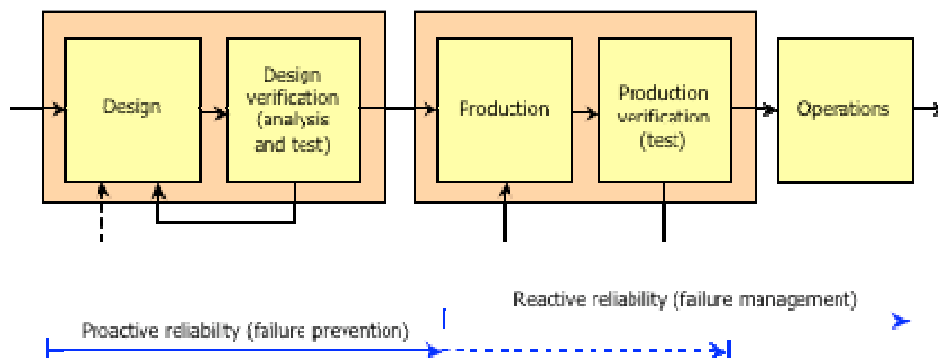 Design
Design
verification
(analysis
and test)
Production
Production
verification
(test)
Operations
Reactive reliability (failure management)
Proactive reliability (failure prevention)